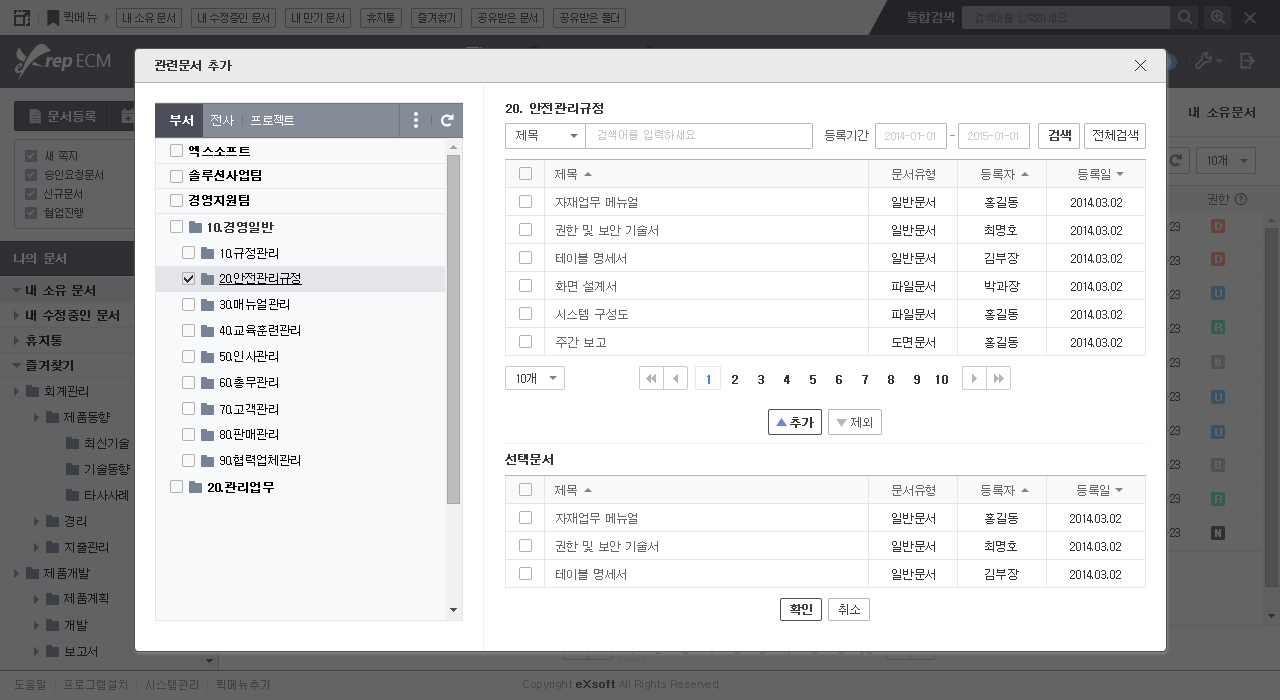 퀵메뉴 내 소유 문서 내 수정중인 문서 내 만기 문서 휴지통 즐겨찾기 공유받은 문서 공유받은 폴더 통합검색 검색어를 입력하세요
Xrep ECM
관련문서 추가
문서등록
내 소유문서
새 쪽지
승인요청문서
신규문서
협업진행
10개
권한
나의 문서
내 소유 문서
내 수정중인 문서
휴지통
즐겨찾기
회계관리
제품동향
최신기술
기술동향
타사사례
경리
지출관리
제품개발
제품계획
개발
보고서
부서 전사 프로젝트
엑스소프트
솔루션사업팀
경영지원팀
10.경영일반
10.규정관리
20.안전관리규정
30.매뉴얼관리
40.교육훈련관리
50.인사관리
60.총무관리
70.고객관리
80.판매관리
90.협력업체관리
20.관리업무
20. 안전관리규정
제목 검색어를 입력하세요 등록기간 2014-01-01 - 2015-01-01 검색 전체검색
제목 문서유형 등록자 등록일
자재업무 메뉴얼 일반문서 홍길동 2014.03.02
권한 및 보안 기술서 일반문서 최명호 2014.03.02
테이블 명세서 일반문서 김부장 2014.03.02
화면 설계서 파일문서 박과장 2014.03.02
시스템 구성도 파일문서 홍길동 2014.03.02
주간 보고 도면문서 홍길동 2014.03.02
10개 1 2 3 4 5 6 7 8 9 10
추가 제외
선택문서
제목 문서유형 등록자 등록일
자재업무 메뉴얼 일반문서 홍길동 2014.03.02
권한 및 보안 기술서 일반문서 최명호 2014.03.02
테이블 명세서 일반문서 김부장 2014.03.02
확인 취소
23 D
23 D
23 U
23 R
23 B
23 U
23 U
23 B
23 R
23 N
도움말 프로그램설치 시스템관리 퀵메뉴추가 Copyright eXsoft All Rights Reserved.